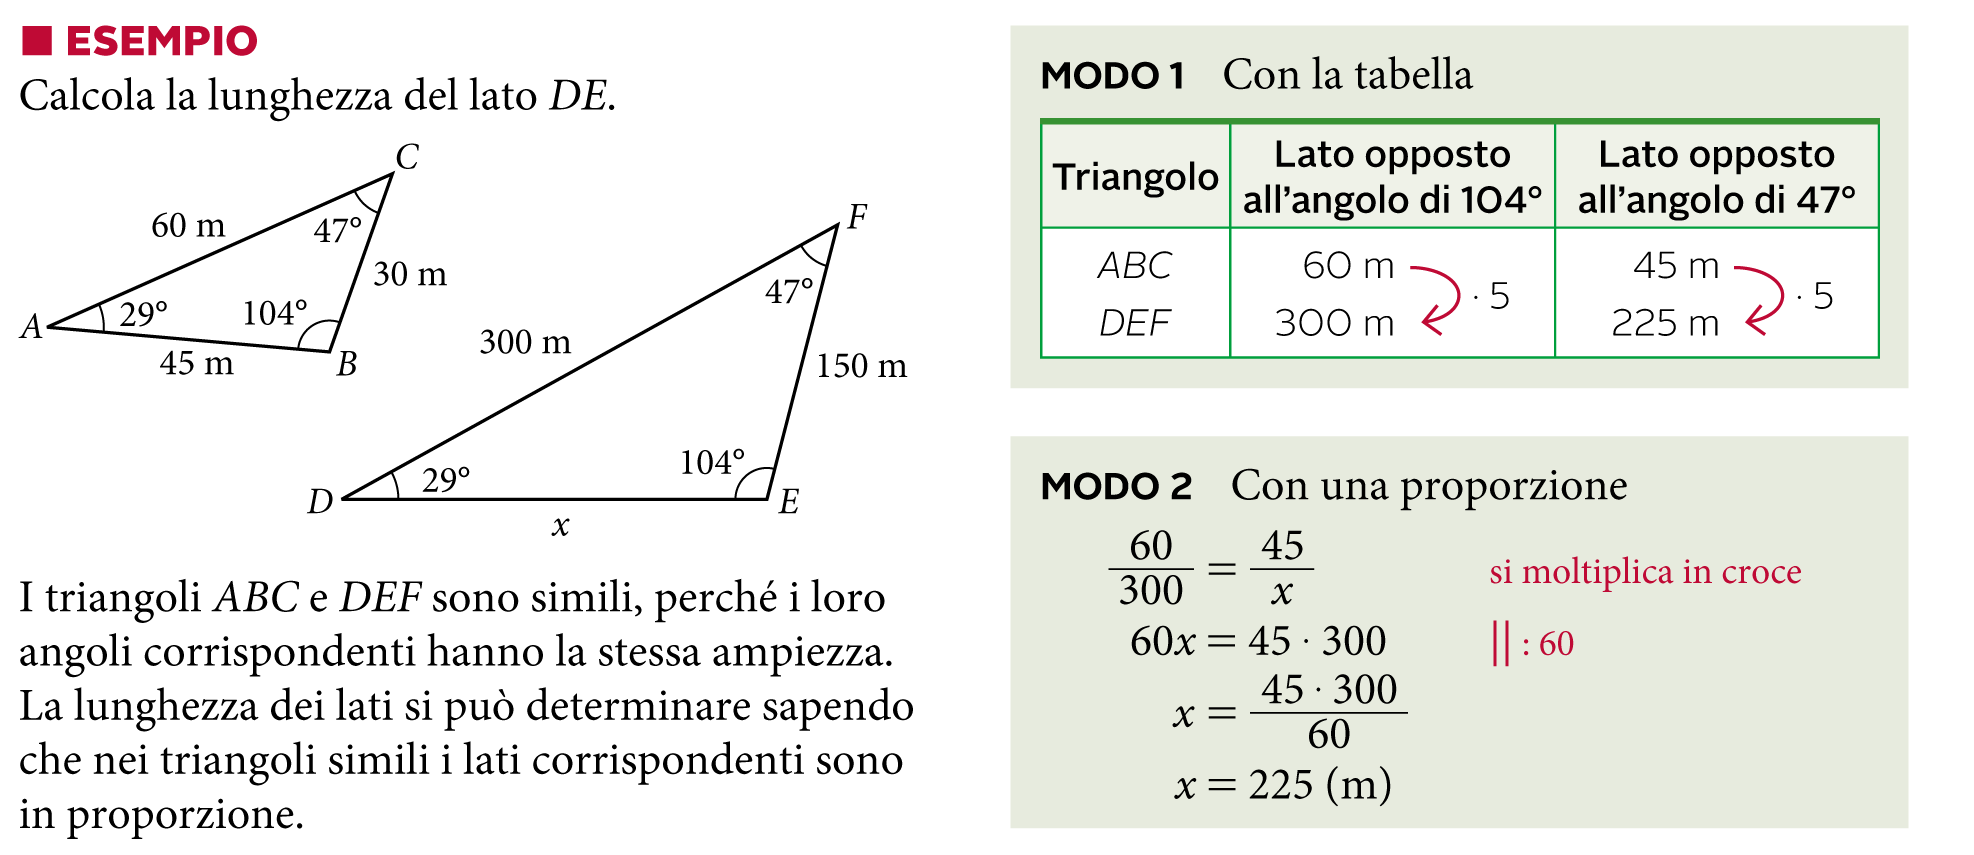 ESEMPIO
Calcola la lunghezza del lato DE.
C
60 m
47°
30 m
A
29°
104°
45 m
B
F
47°
300 m
150 m
D
29°
104°
E
x
I triangoli ABC e DEF sono simili, perché i loro
angoli corrispondenti hanno la stessa ampiezza.
La lunghezza dei lati si può determinare sapendo
che nei triangoli simili i lati corrispondenti sono
in proporzione.
MODO 1 Con la tabella
Triangolo
Lato opposto
all'angolo di 104°
Lato opposto
all'angolo di 47°
ABC 60 m 45 m
· 5 · 5
DEF 300 m 225 m
MODO 2 Con una proporzione
60/300 = 45/x si moltiplica in croce
60x = 45 · 300 || : 60
x = 45 · 300/60
x = 225 (m)